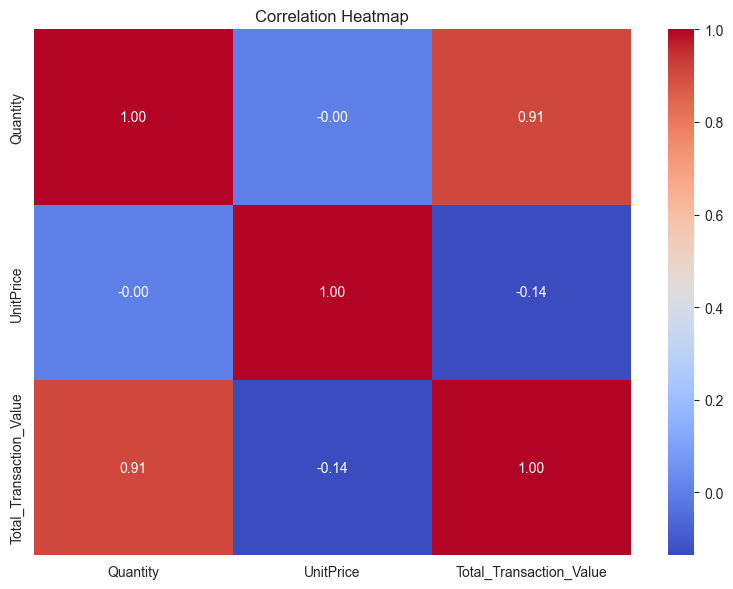 Correlation Heatmap
Quantity
1.00
-0.00
0.91
UnitPrice
-0.00
1.00
-0.14
Total_Transaction_Value
0.91
-0.14
1.00
Quantity
UnitPrice
Total_Transaction_Value
1.0
0.8
0.6
0.4
0.2
0.0